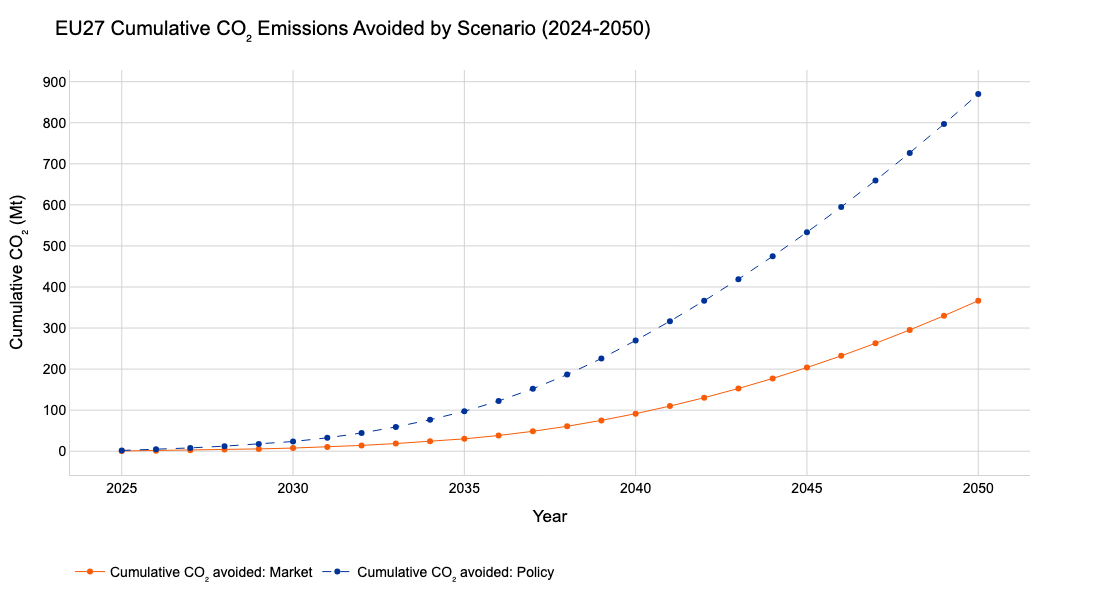 EU27 Cumulative CO₂ Emissions Avoided by Scenario (2024-2050)
Cumulative CO₂ (Mt)
900
800
700
600
500
400
300
200
100
0
2025 2030 2035 2040 2045 2050
Year
Cumulative CO₂ avoided: Market Cumulative CO₂ avoided: Policy